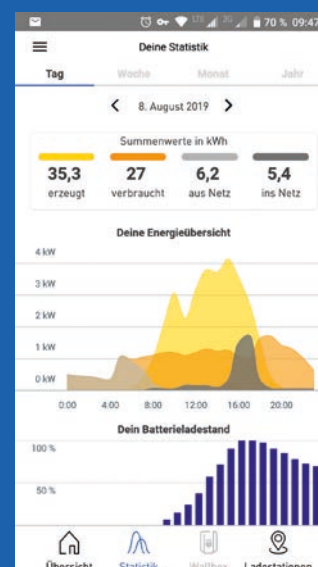 LTE 3G 70 % 09:47
Deine Statistik
Tag Woche Monat Jahr
8. August 2019
Summenwerte in kWh
35,3 27 6,2 5,4
erzeugt verbraucht aus Netz ins Netz
Deine Energieübersicht
4 kW
3 kW
2 kW
1 kW
0 kW
0:00 4:00 8:00 12:00 16:00 20:00
Dein Batterieladestand
100 %
50 %
Übersicht Statistik Wallbox Ladestationen